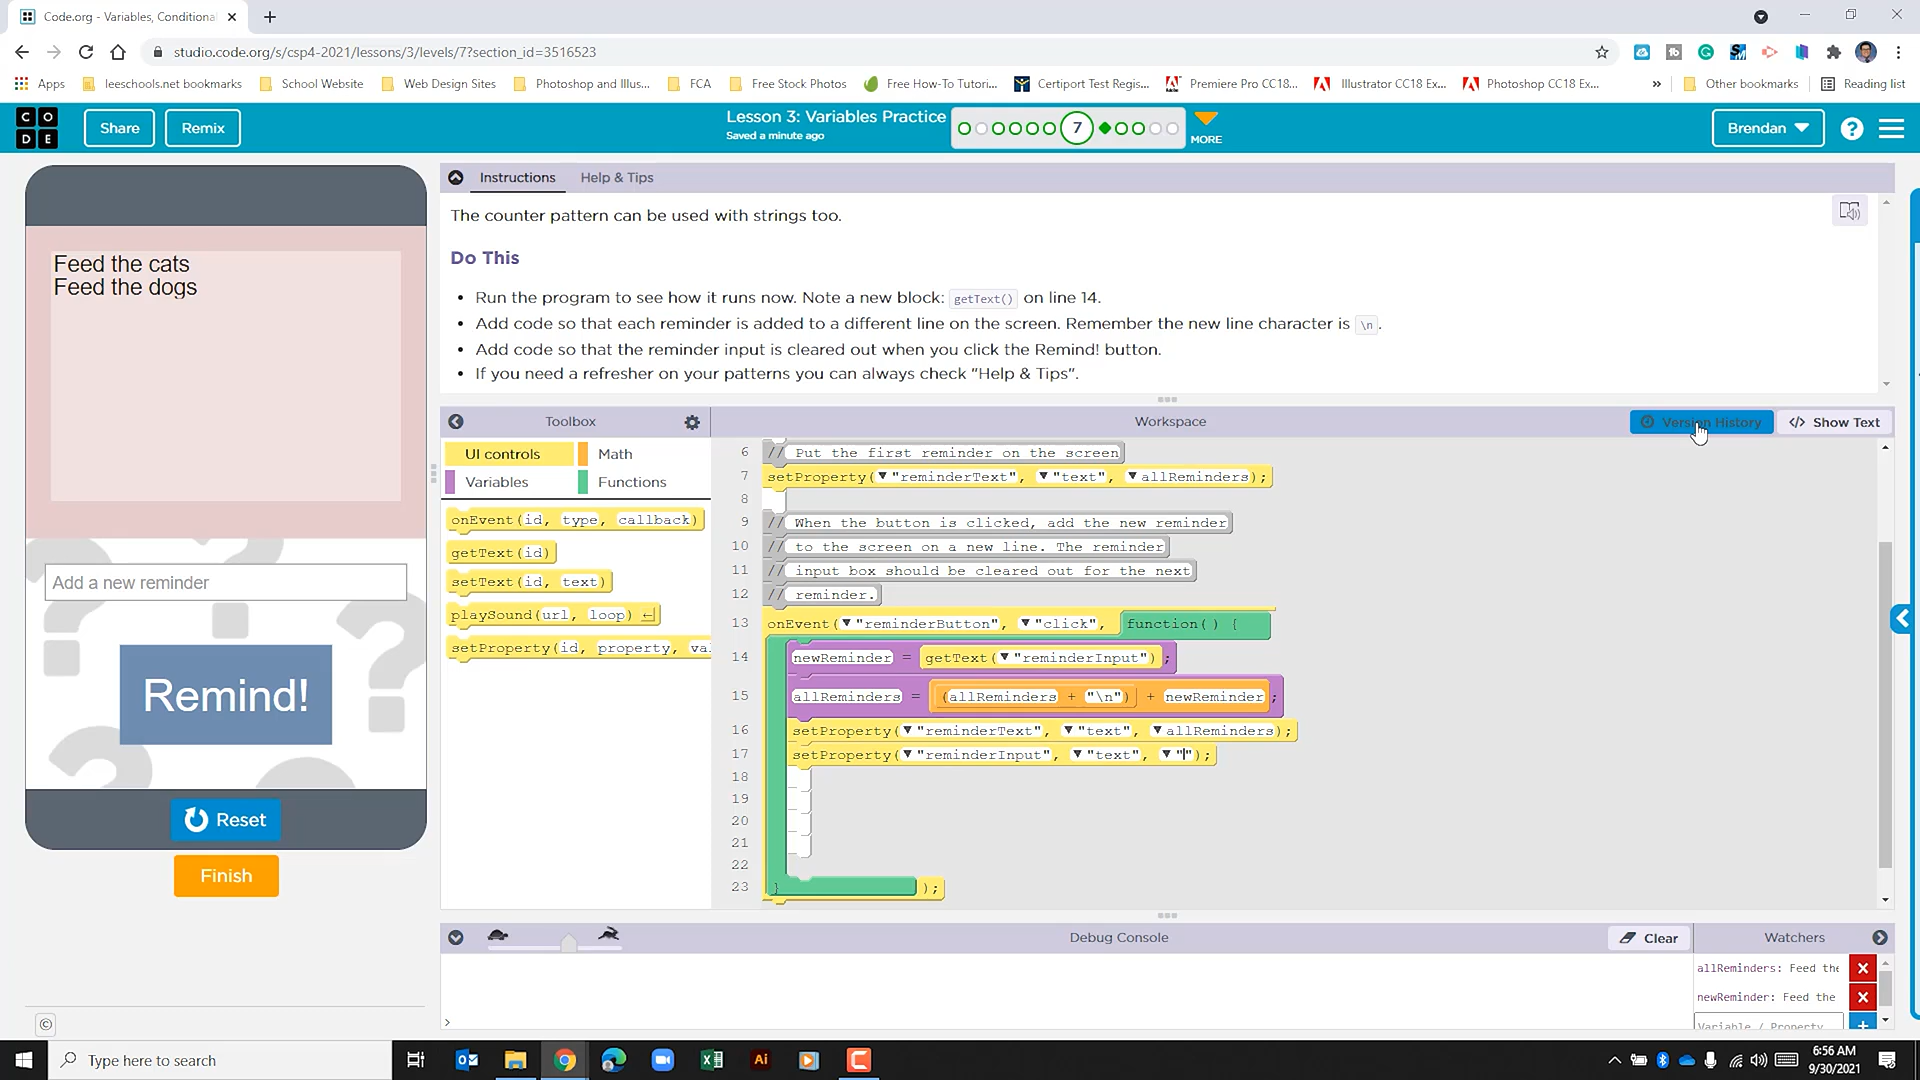 Code.org - Variables, Conditiona
studio.code.org/s/csp4-2021/lessons/3/levels/7?section_id=3516523
Apps leeschools.net bookmarks School Website Web Design Sites Photoshop and Illus... FCA Free Stock Photos Free How-To Tutori... Certiport Test Regis... Premiere Pro CC18... Illustrator CC18 Ex... Photoshop CC18 Ex... » Other bookmarks Reading list
CODE Share Remix Lesson 3: Variables Practice 7 MORE Brendan ?
Saved a minute ago
Instructions Help & Tips
The counter pattern can be used with strings too.
Do This
• Run the program to see how it runs now. Note a new block: getText() on line 14.
• Add code so that each reminder is added to a different line on the screen. Remember the new line character is \n.
• Add code so that the reminder input is cleared out when you click the Remind! button.
• If you need a refresher on your patterns you can always check "Help & Tips".
Feed the cats
Feed the dogs
Add a new reminder
Remind!
Reset
Finish
©
Toolbox Workspace Version History </> Show Text
UI controls Math
Variables Functions
onEvent(id, type, callback)
getText(id)
setText(id, text)
playSound(url, loop)
setProperty(id, property, va
6 // Put the first reminder on the screen
7 setProperty( "reminderText", "text", allReminders);
8
9 // When the button is clicked, add the new reminder
10 // to the screen on a new line. The reminder
11 // input box should be cleared out for the next
12 // reminder.
13 onEvent( "reminderButton", "click", function( ) {
14 newReminder = getText( "reminderInput");
15 allReminders = (allReminders + "\n") + newReminder;
16 setProperty( "reminderText", "text", allReminders);
17 setProperty( "reminderInput", "text", "");
18
19
20
21
22
23 } );
Debug Console Clear Watchers
allReminders: Feed the
newReminder: Feed the
Variable / Property
>
Type here to search
6:56 AM
9/30/2021